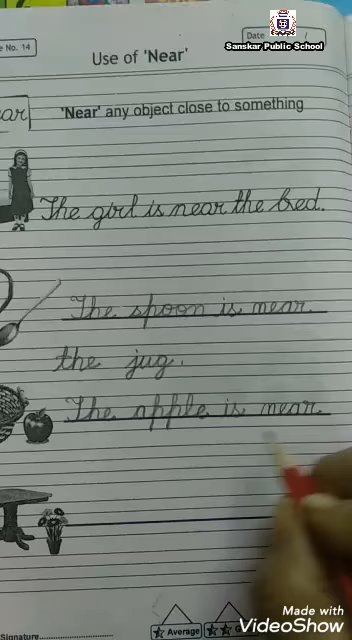 Sanskar Public School
e No. 14
Date
Use of 'Near'
ear
'Near' any object close to something
The girl is near the bed.
The spoon is near
the jug.
The apple is near
Signature
Average
Made with
VideoShow